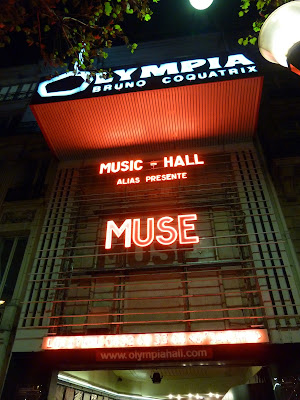 OLYMPIA
BRUNO COQUATRIX
MUSIC - HALL
ALIAS PRESENTE
MUSE
www.olympiahall.com